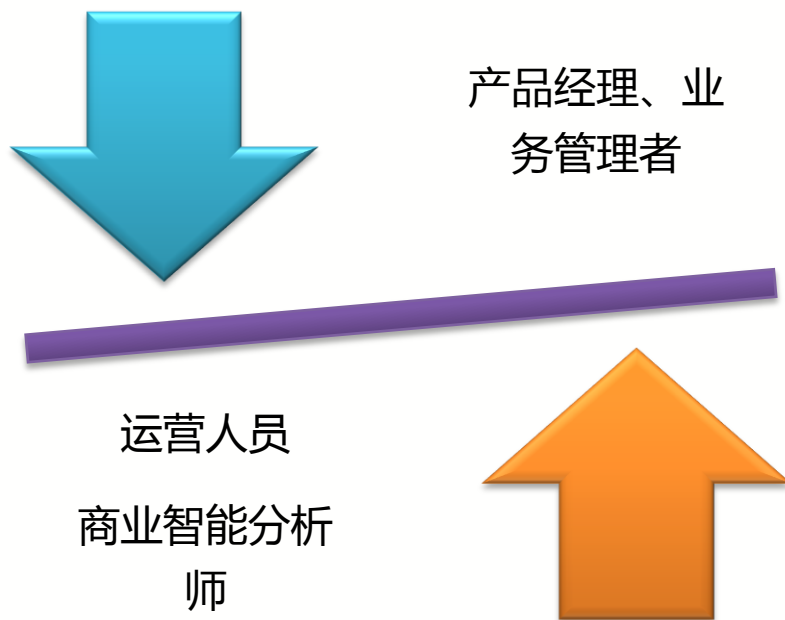 产品经理、业
务管理者
运营人员
商业智能分析
师